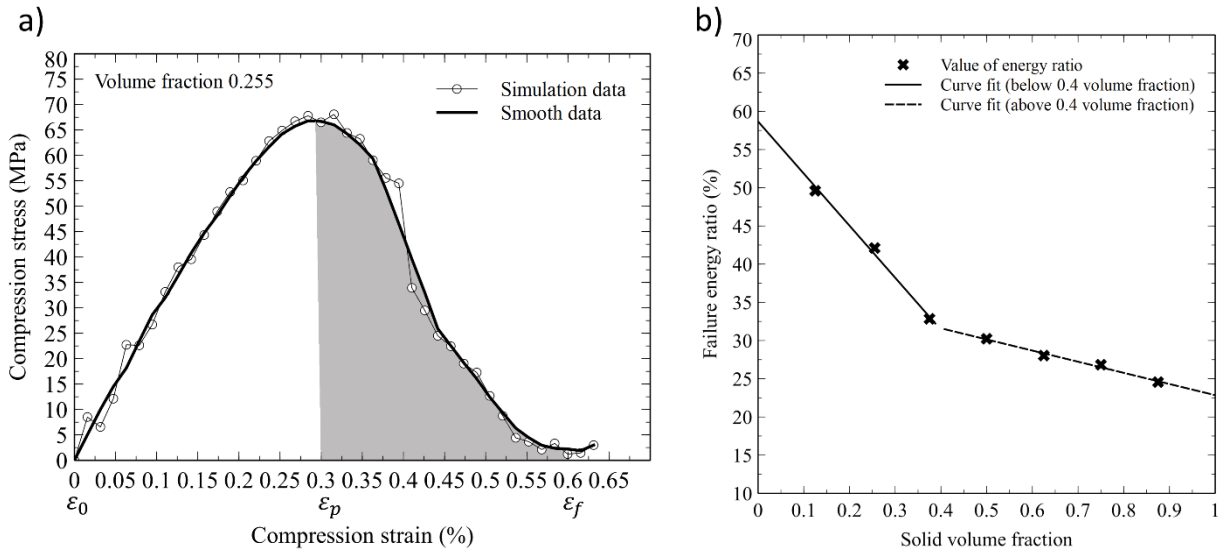 a)
Compression stress (MPa)
80
75
70
65
60
55
50
45
40
35
30
25
20
15
10
5
0
Volume fraction 0.255
Simulation data
Smooth data
0 0.05 0.1 0.15 0.2 0.25 0.3 0.35 0.4 0.45 0.5 0.55 0.6 0.65
ε0 εp εf
Compression strain (%)
b)
Failure energy ratio (%)
70
65
60
55
50
45
40
35
30
25
20
15
10
Value of energy ratio
Curve fit (below 0.4 volume fraction)
Curve fit (above 0.4 volume fraction)
0 0.1 0.2 0.3 0.4 0.5 0.6 0.7 0.8 0.9 1
Solid volume fraction